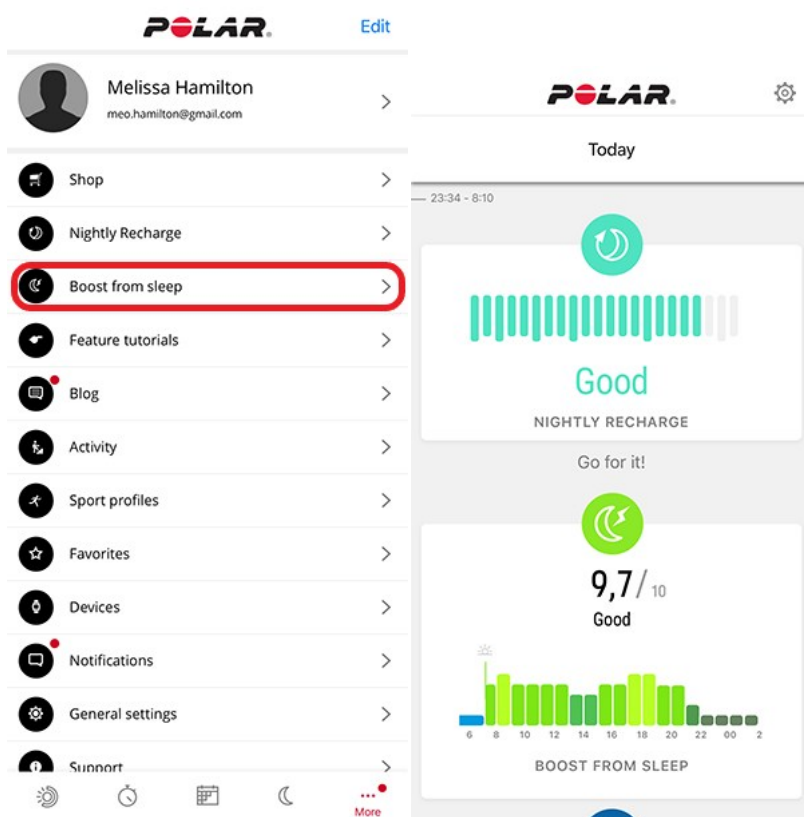 POLAR.
Edit
Melissa Hamilton
meo.hamilton@gmail.com
Shop
Nightly Recharge
Boost from sleep
Feature tutorials
Blog
Activity
Sport profiles
Favorites
Devices
Notifications
General settings
Support
More
POLAR.
Today
23:34 - 8:10
Good
NIGHTLY RECHARGE
Go for it!
9,7/ 10
Good
6 8 10 12 14 16 18 20 22 00 2
BOOST FROM SLEEP